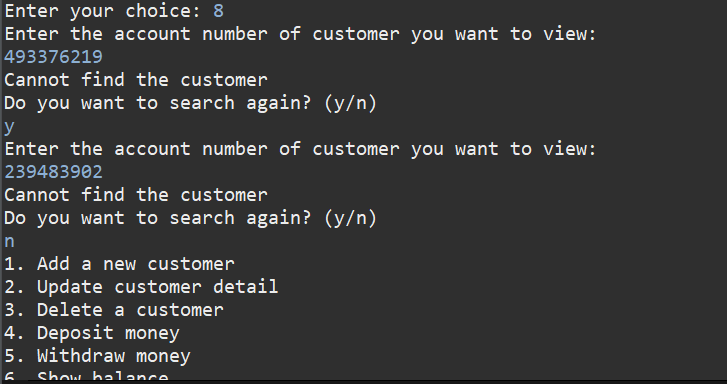 Enter your choice: 8
Enter the account number of customer you want to view:
493376219
Cannot find the customer
Do you want to search again? (y/n)
y
Enter the account number of customer you want to view:
239483902
Cannot find the customer
Do you want to search again? (y/n)
n
1. Add a new customer
2. Update customer detail
3. Delete a customer
4. Deposit money
5. Withdraw money
6. Show balance